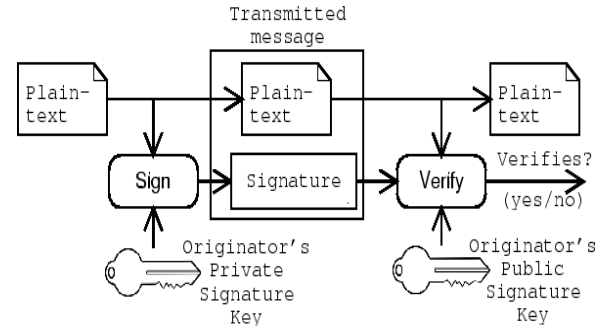 Transmitted
message
Plain-
text
Plain-
text
Plain-
text
Sign
Signature
Verify
Verifies?
(yes/no)
Originator's
Private
Signature
Key
Originator's
Public
Signature
Key